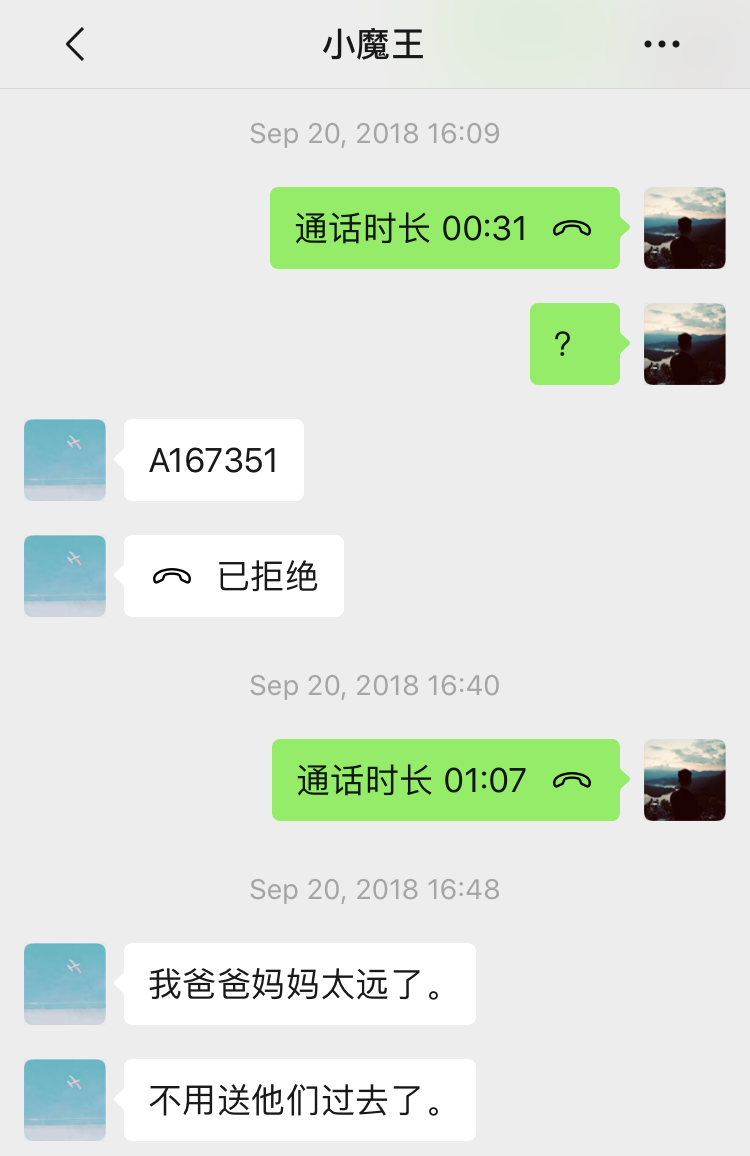 小魔王
Sep 20, 2018 16:09
通话时长 00:31
?
A167351
已拒绝
Sep 20, 2018 16:40
通话时长 01:07
Sep 20, 2018 16:48
我爸爸妈妈太远了。
不用送他们过去了。